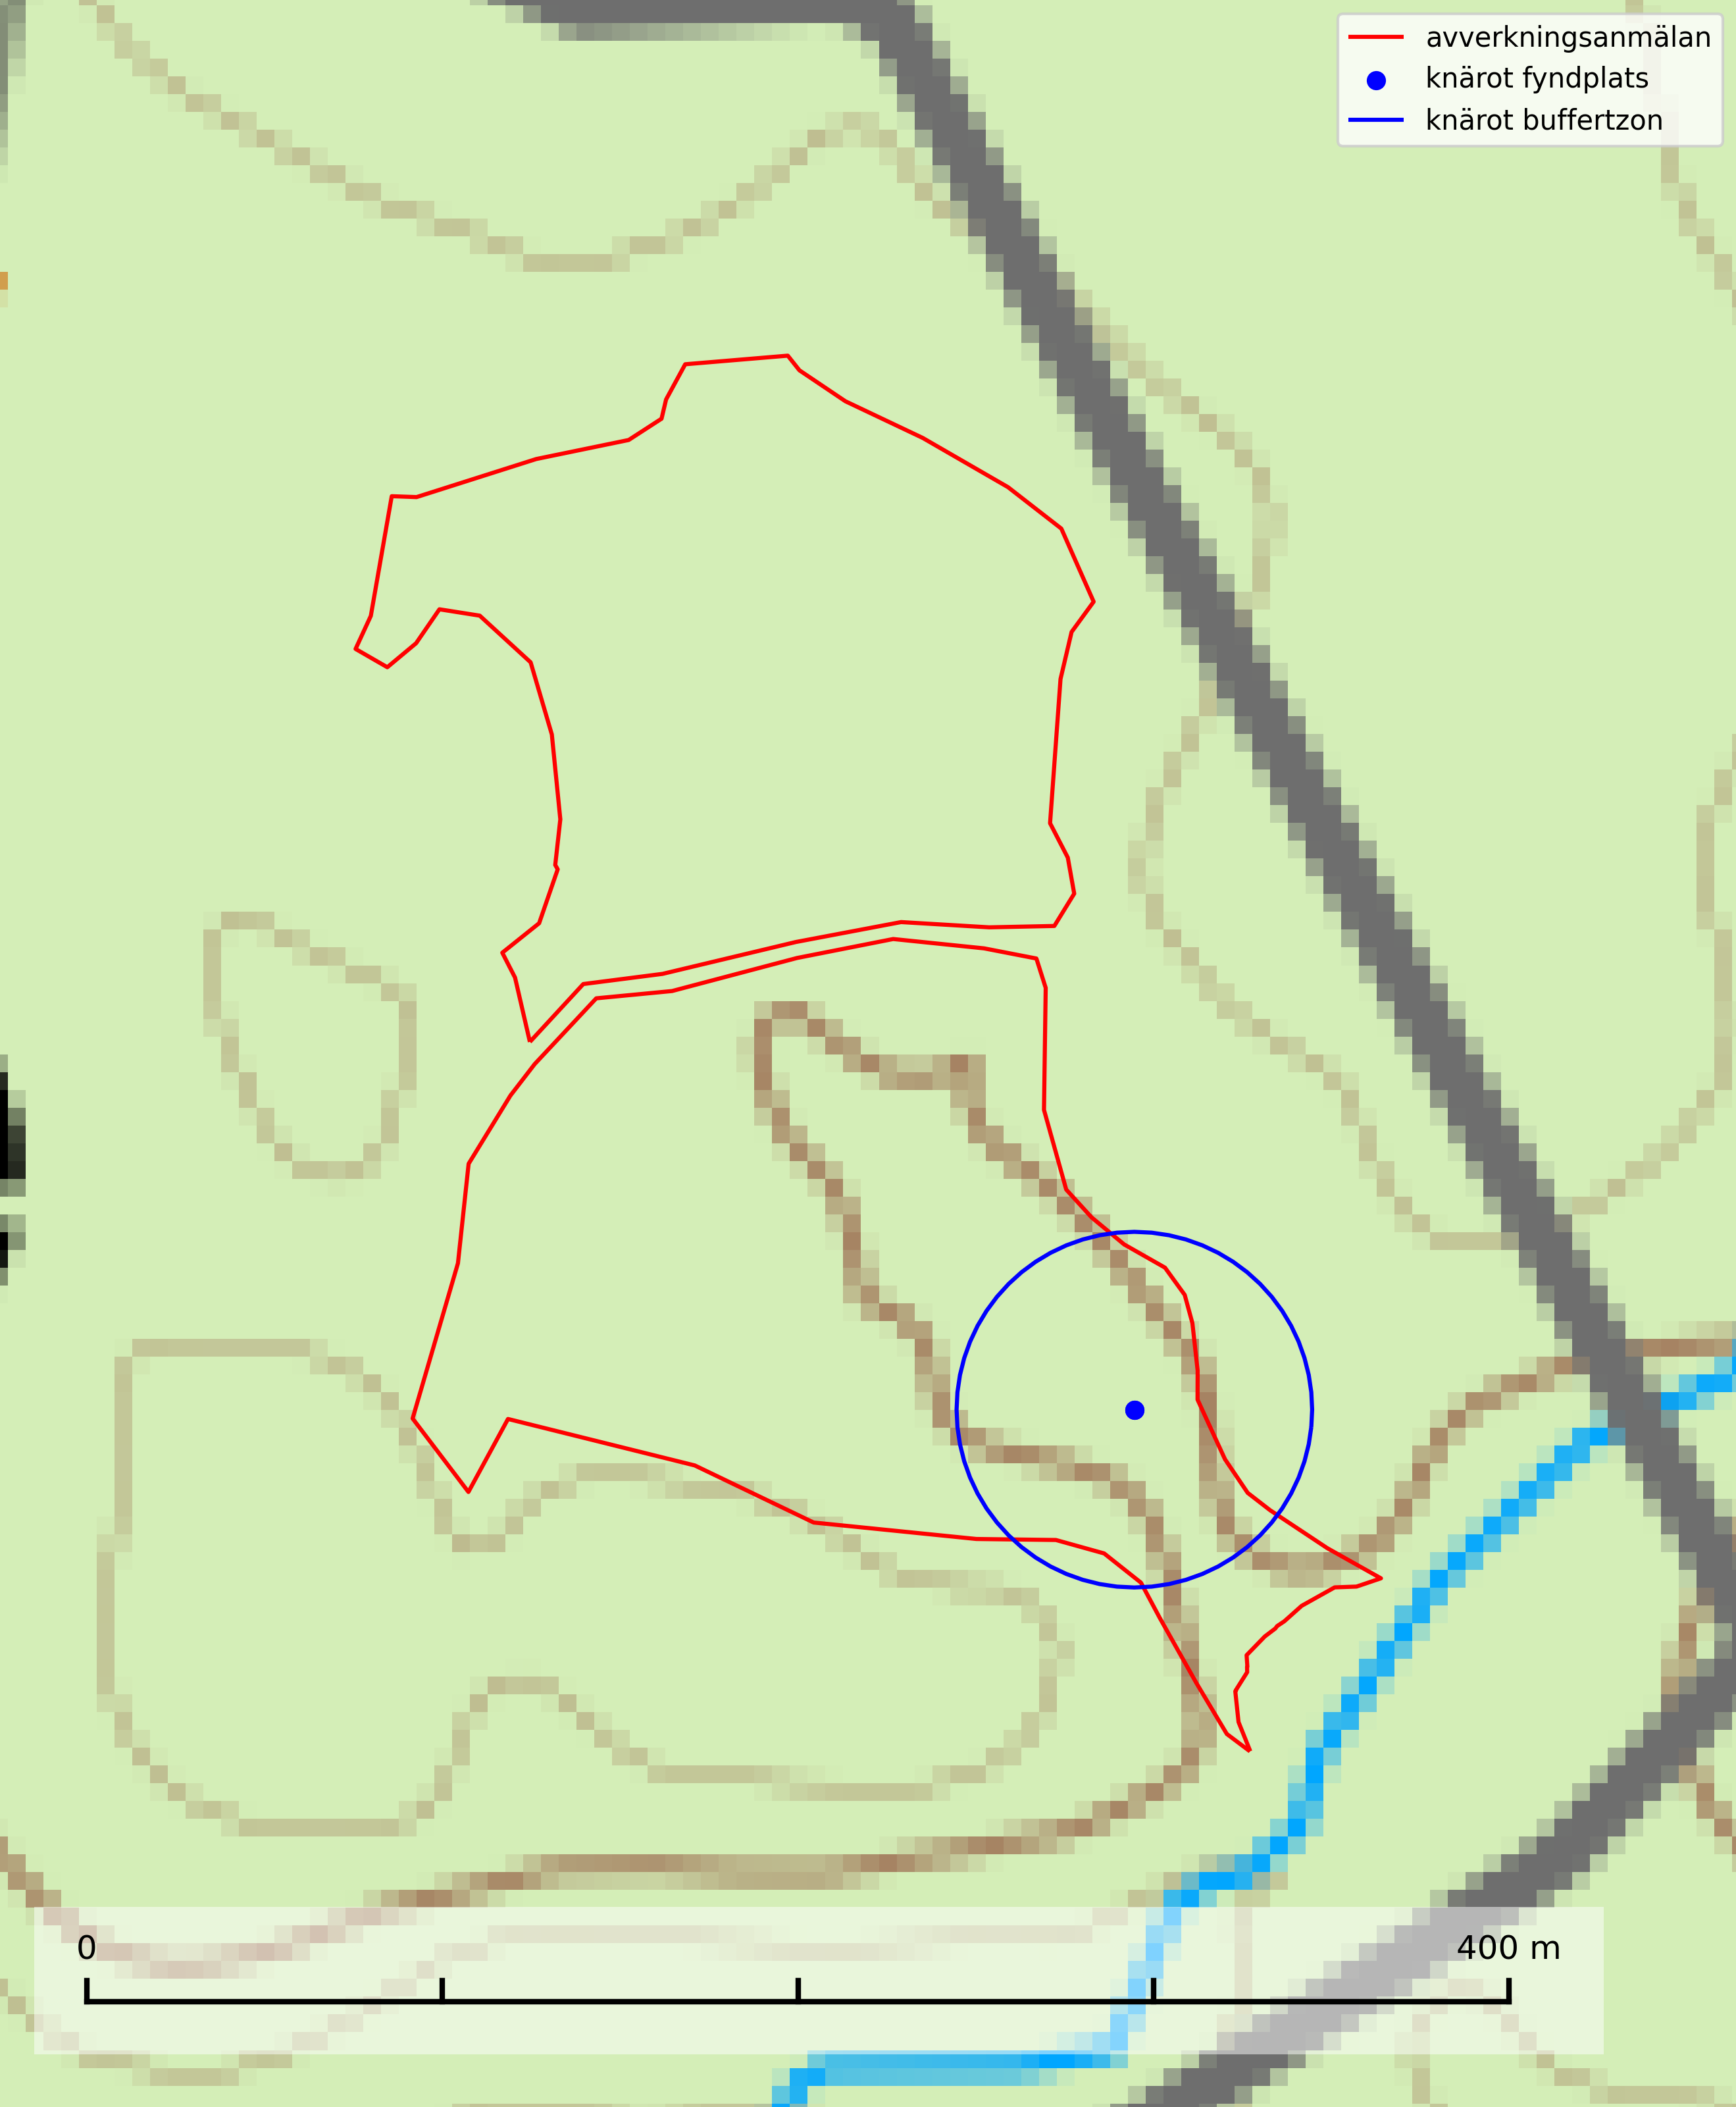 avverkningsanmälan
knärot fyndplats
knärot buffertzon
0
400 m